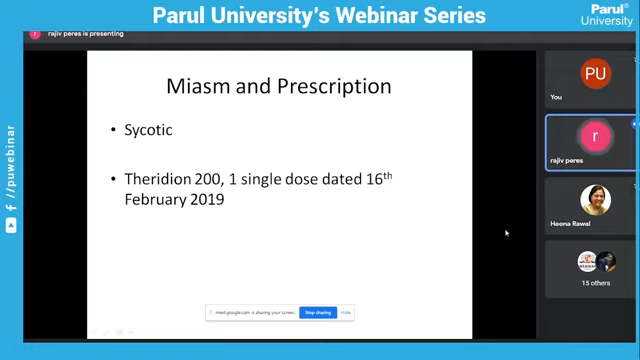 Parul University's Webinar Series
Parul®
University
r rajiv peres is presenting
Miasm and Prescription
• Sycotic
• Theridion 200, 1 single dose dated 16th
February 2019
meet.google.com is sharing your screen.
Stop sharing
Hide
PU
You
r
rajiv peres
Heena Rawal
15 others
//puwebinar